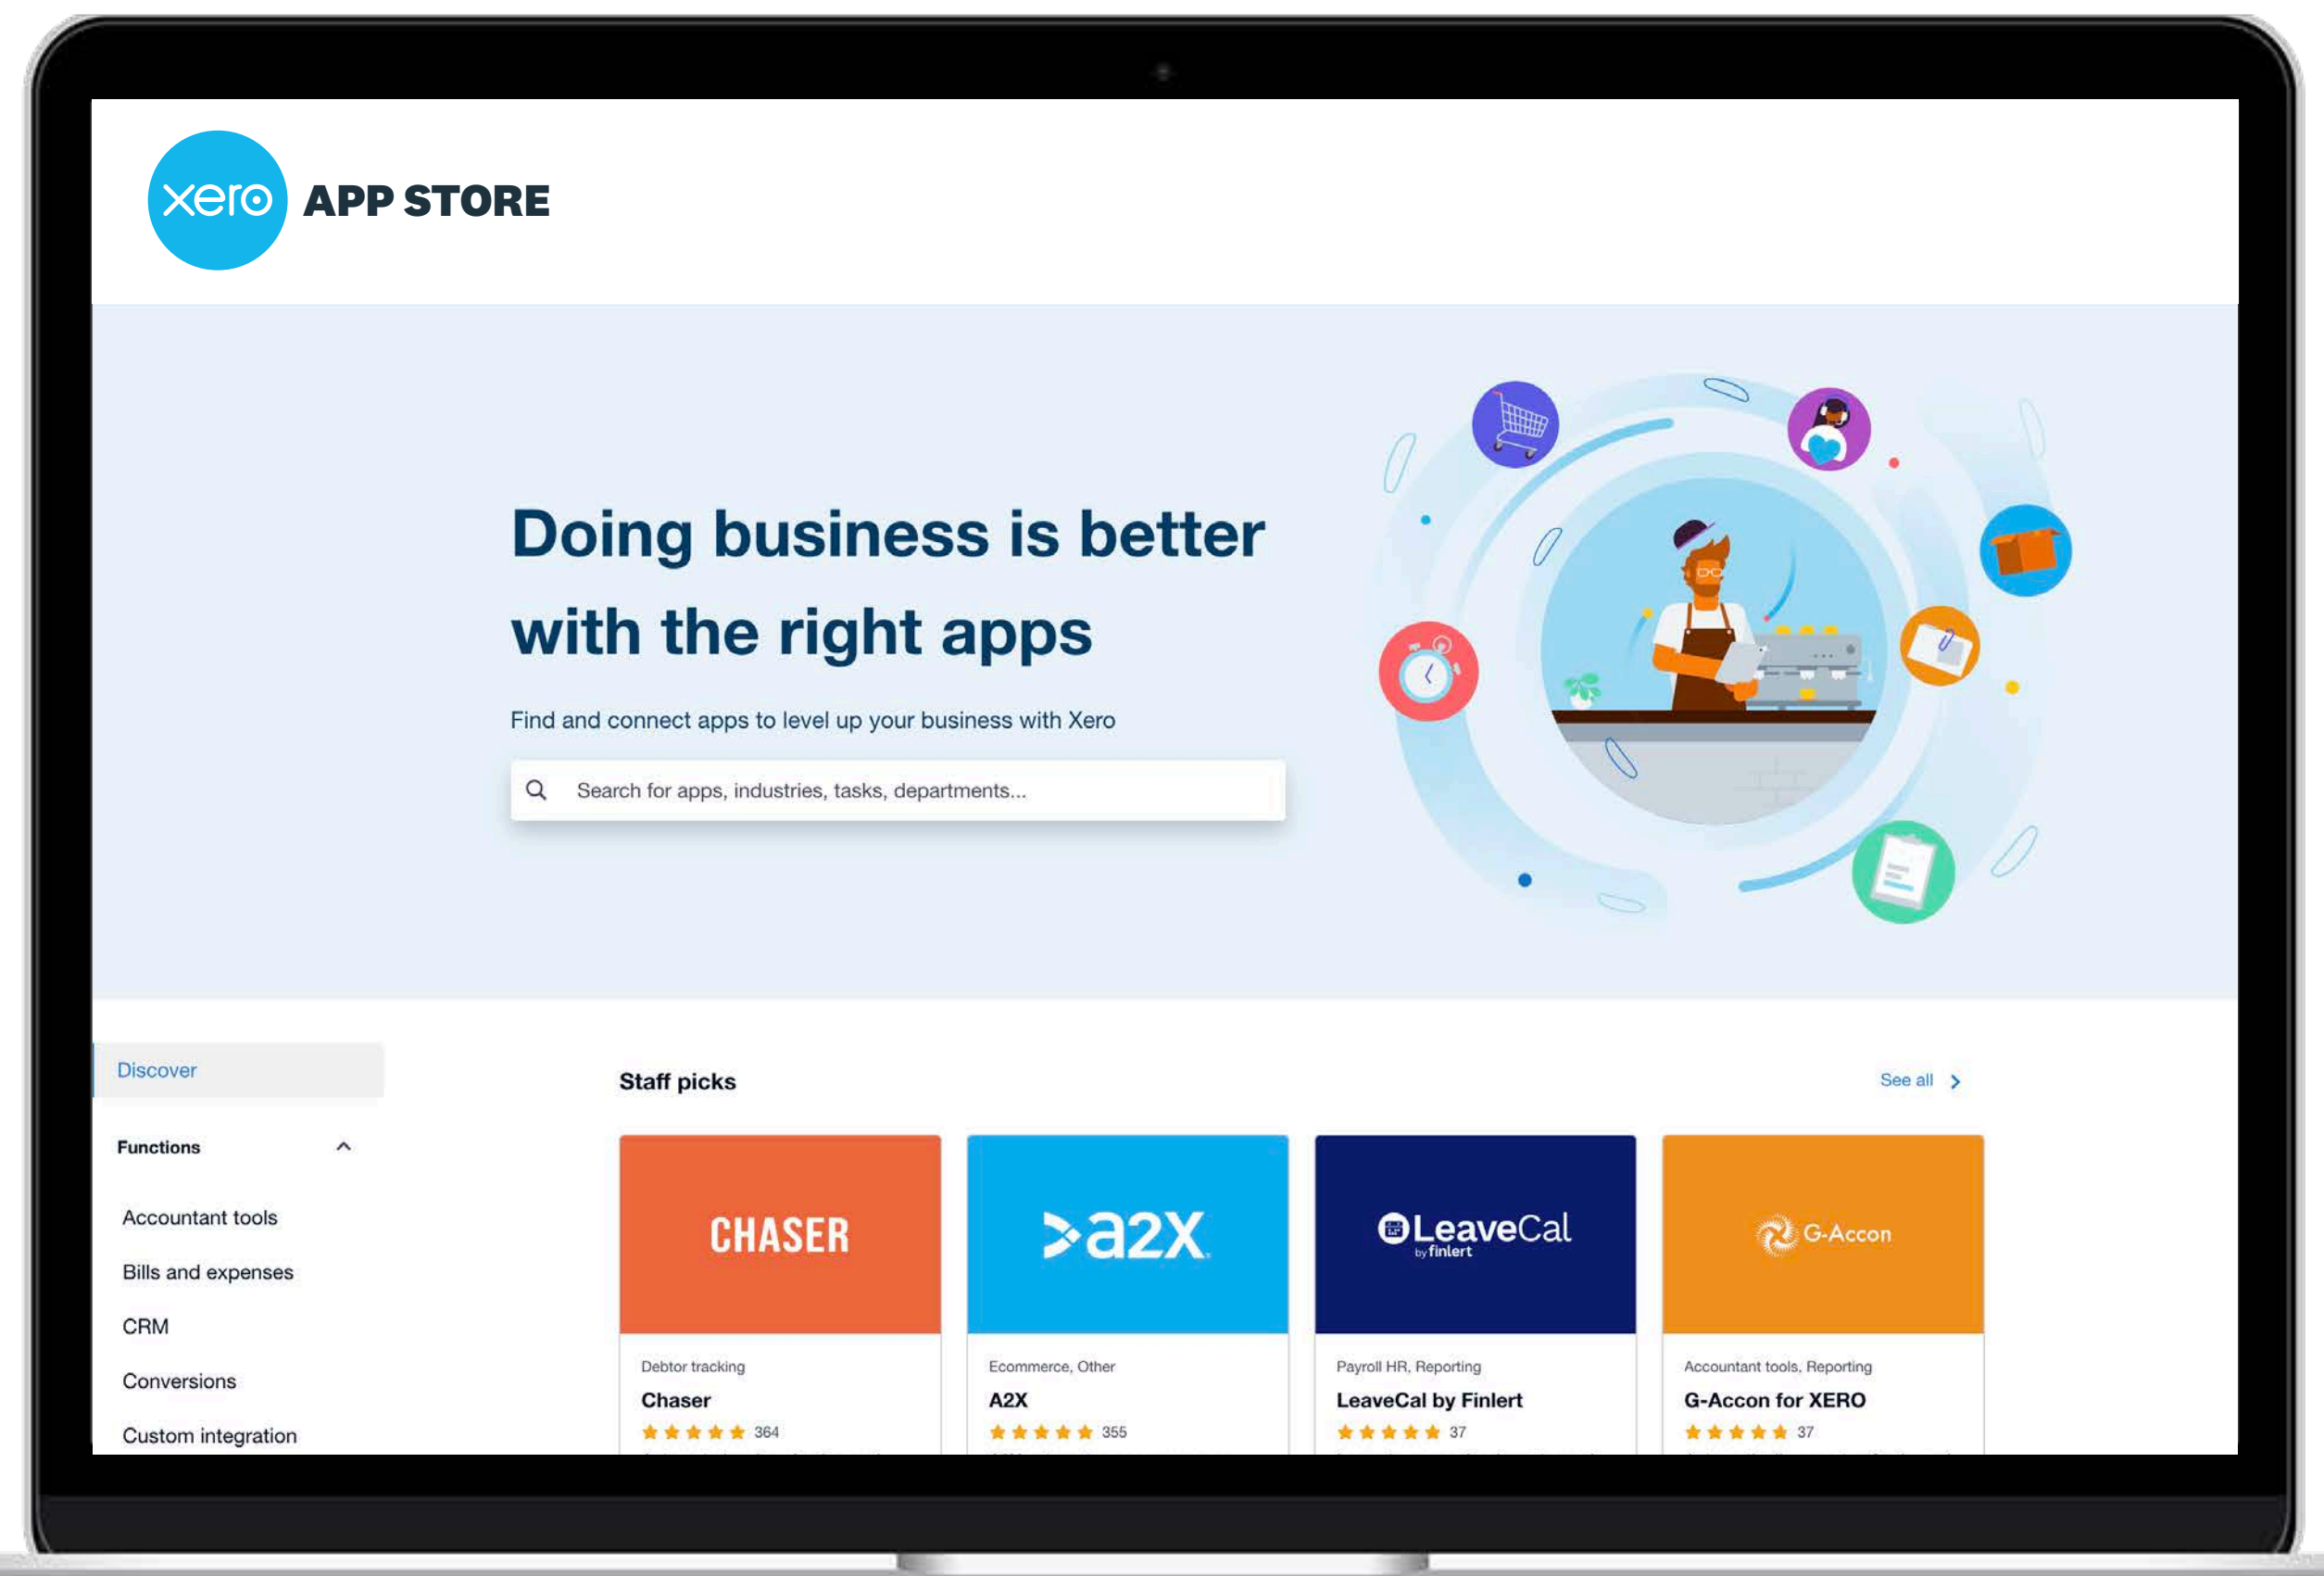 xero APP STORE
Doing business is better
with the right apps
Find and connect apps to level up your business with Xero
Search for apps, industries, tasks, departments...
Discover
Functions
Accountant tools
Bills and expenses
CRM
Conversions
Custom integration
Staff picks
See all
CHASER
Debtor tracking
Chaser
364
a2x
Ecommerce, Other
A2X
355
LeaveCal
by finlert
Payroll HR, Reporting
LeaveCal by Finlert
37
G-Accon
Accountant tools, Reporting
G-Accon for XERO
37